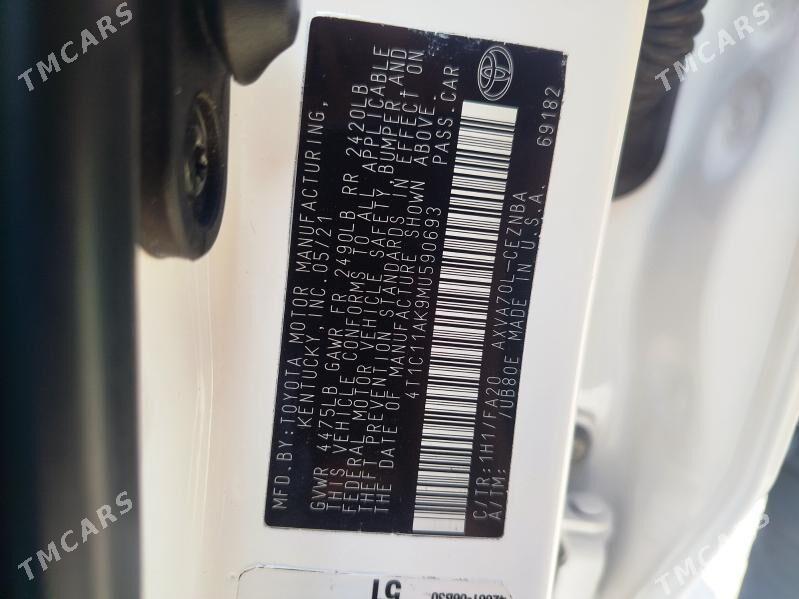 MFD.BY:TOYOTA MOTOR MANUFACTURING,
KENTUCKY, INC. 05/21
GVWR 4475LB GAWR FR 2490LB RR 2420LB
THIS VEHICLE CONFORMS TO ALL APPLICABLE
FEDERAL MOTOR VEHICLE SAFETY, BUMPER,AND
THEFT PREVENTION STANDARDS IN EFFECT ON
THE DATE OF MANUFACTURE SHOWN ABOVE.
4T1C11AK9MU590693 PASS.CAR
C/TR:1H1/FA20 AXVA70L-CEZNBA
A/TM: /UB80E MADE IN U.S.A. 69182
51
TMCARS
TMCARS
TMCARS
TMCARS